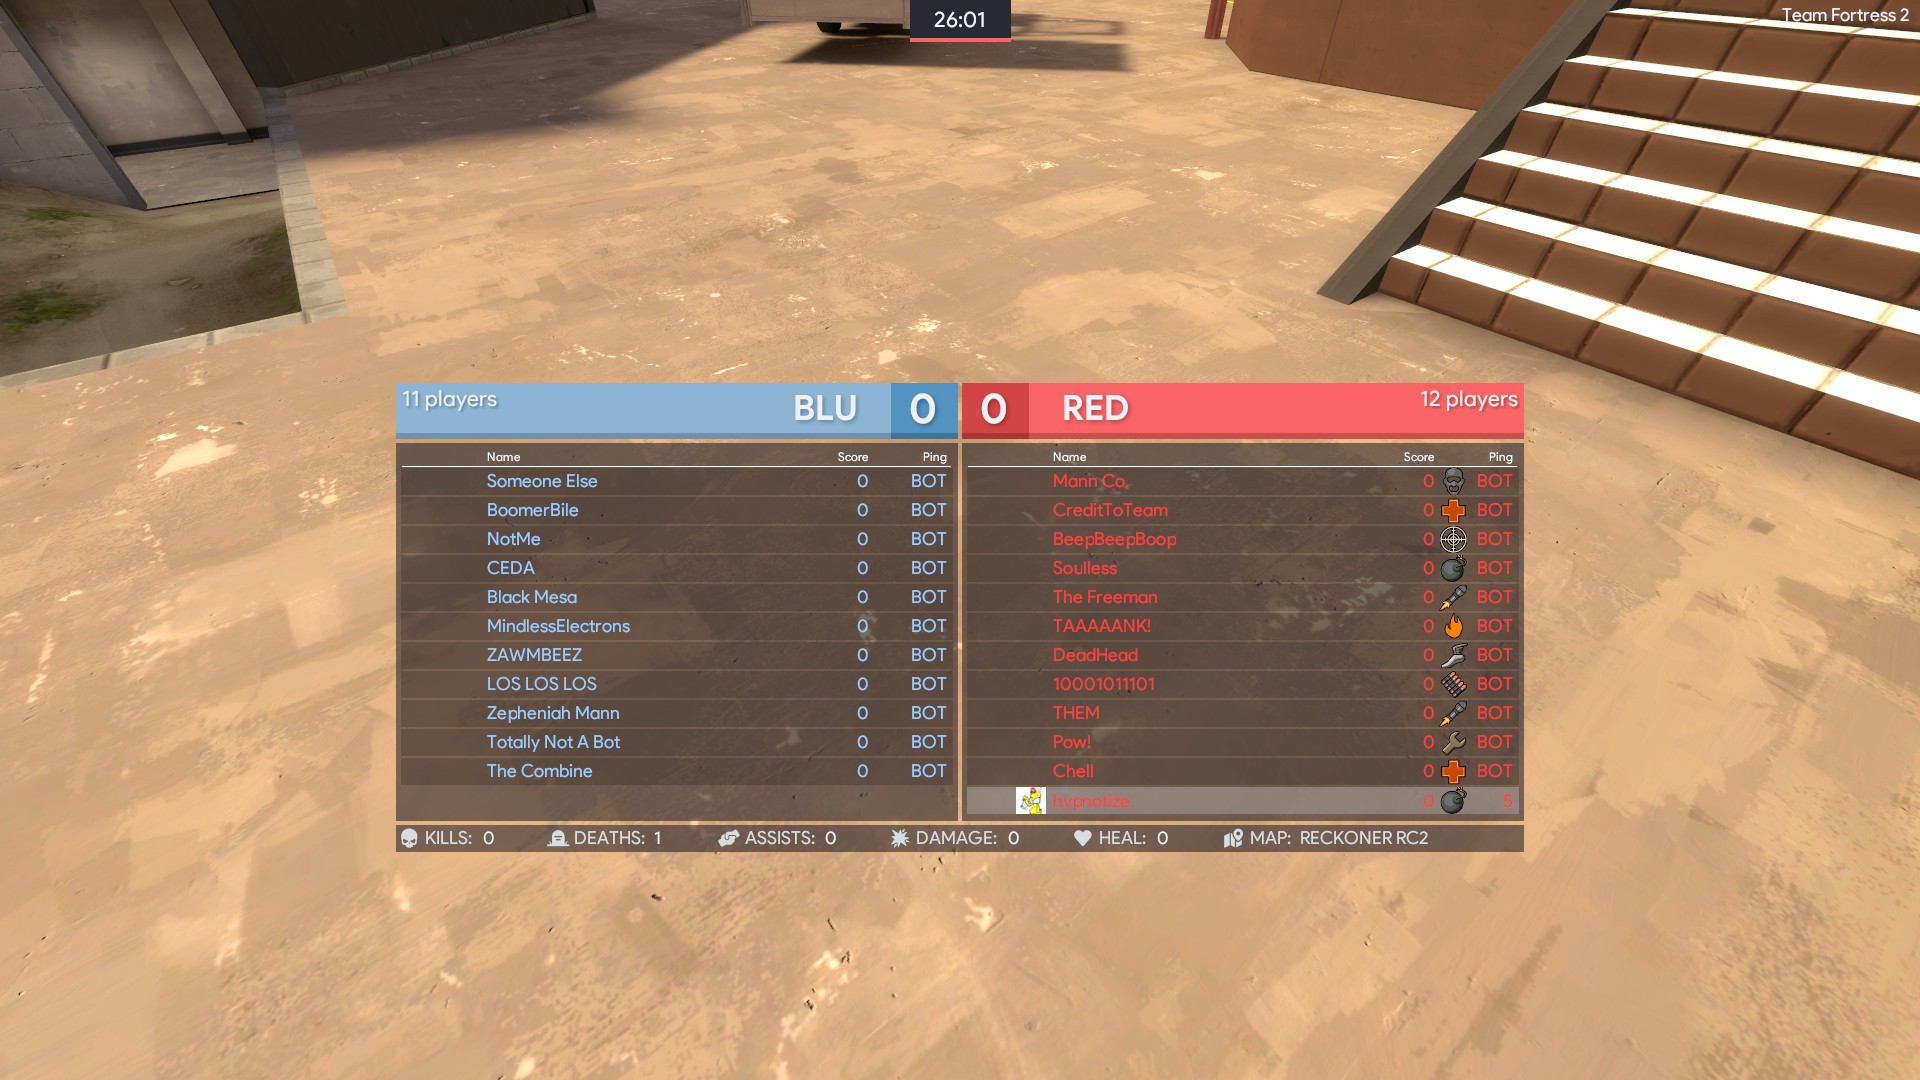 26:01
Team Fortress 2
11 players BLU 0
0 RED 12 players
Name Score Ping
Someone Else 0 BOT
BoomerBile 0 BOT
NotMe 0 BOT
CEDA 0 BOT
Black Mesa 0 BOT
MindlessElectrons 0 BOT
ZAWMBEEZ 0 BOT
LOS LOS LOS 0 BOT
Zepheniah Mann 0 BOT
Totally Not A Bot 0 BOT
The Combine 0 BOT
Name Score Ping
Mann Co. 0 BOT
CreditToTeam 0 BOT
BeepBeepBoop 0 BOT
Soulless 0 BOT
The Freeman 0 BOT
TAAAAANK! 0 BOT
DeadHead 0 BOT
10001011101 0 BOT
THEM 0 BOT
Pow! 0 BOT
Chell 0 BOT
hypnotize 0 5
KILLS: 0 DEATHS: 1 ASSISTS: 0 DAMAGE: 0 HEAL: 0 MAP: RECKONER RC2